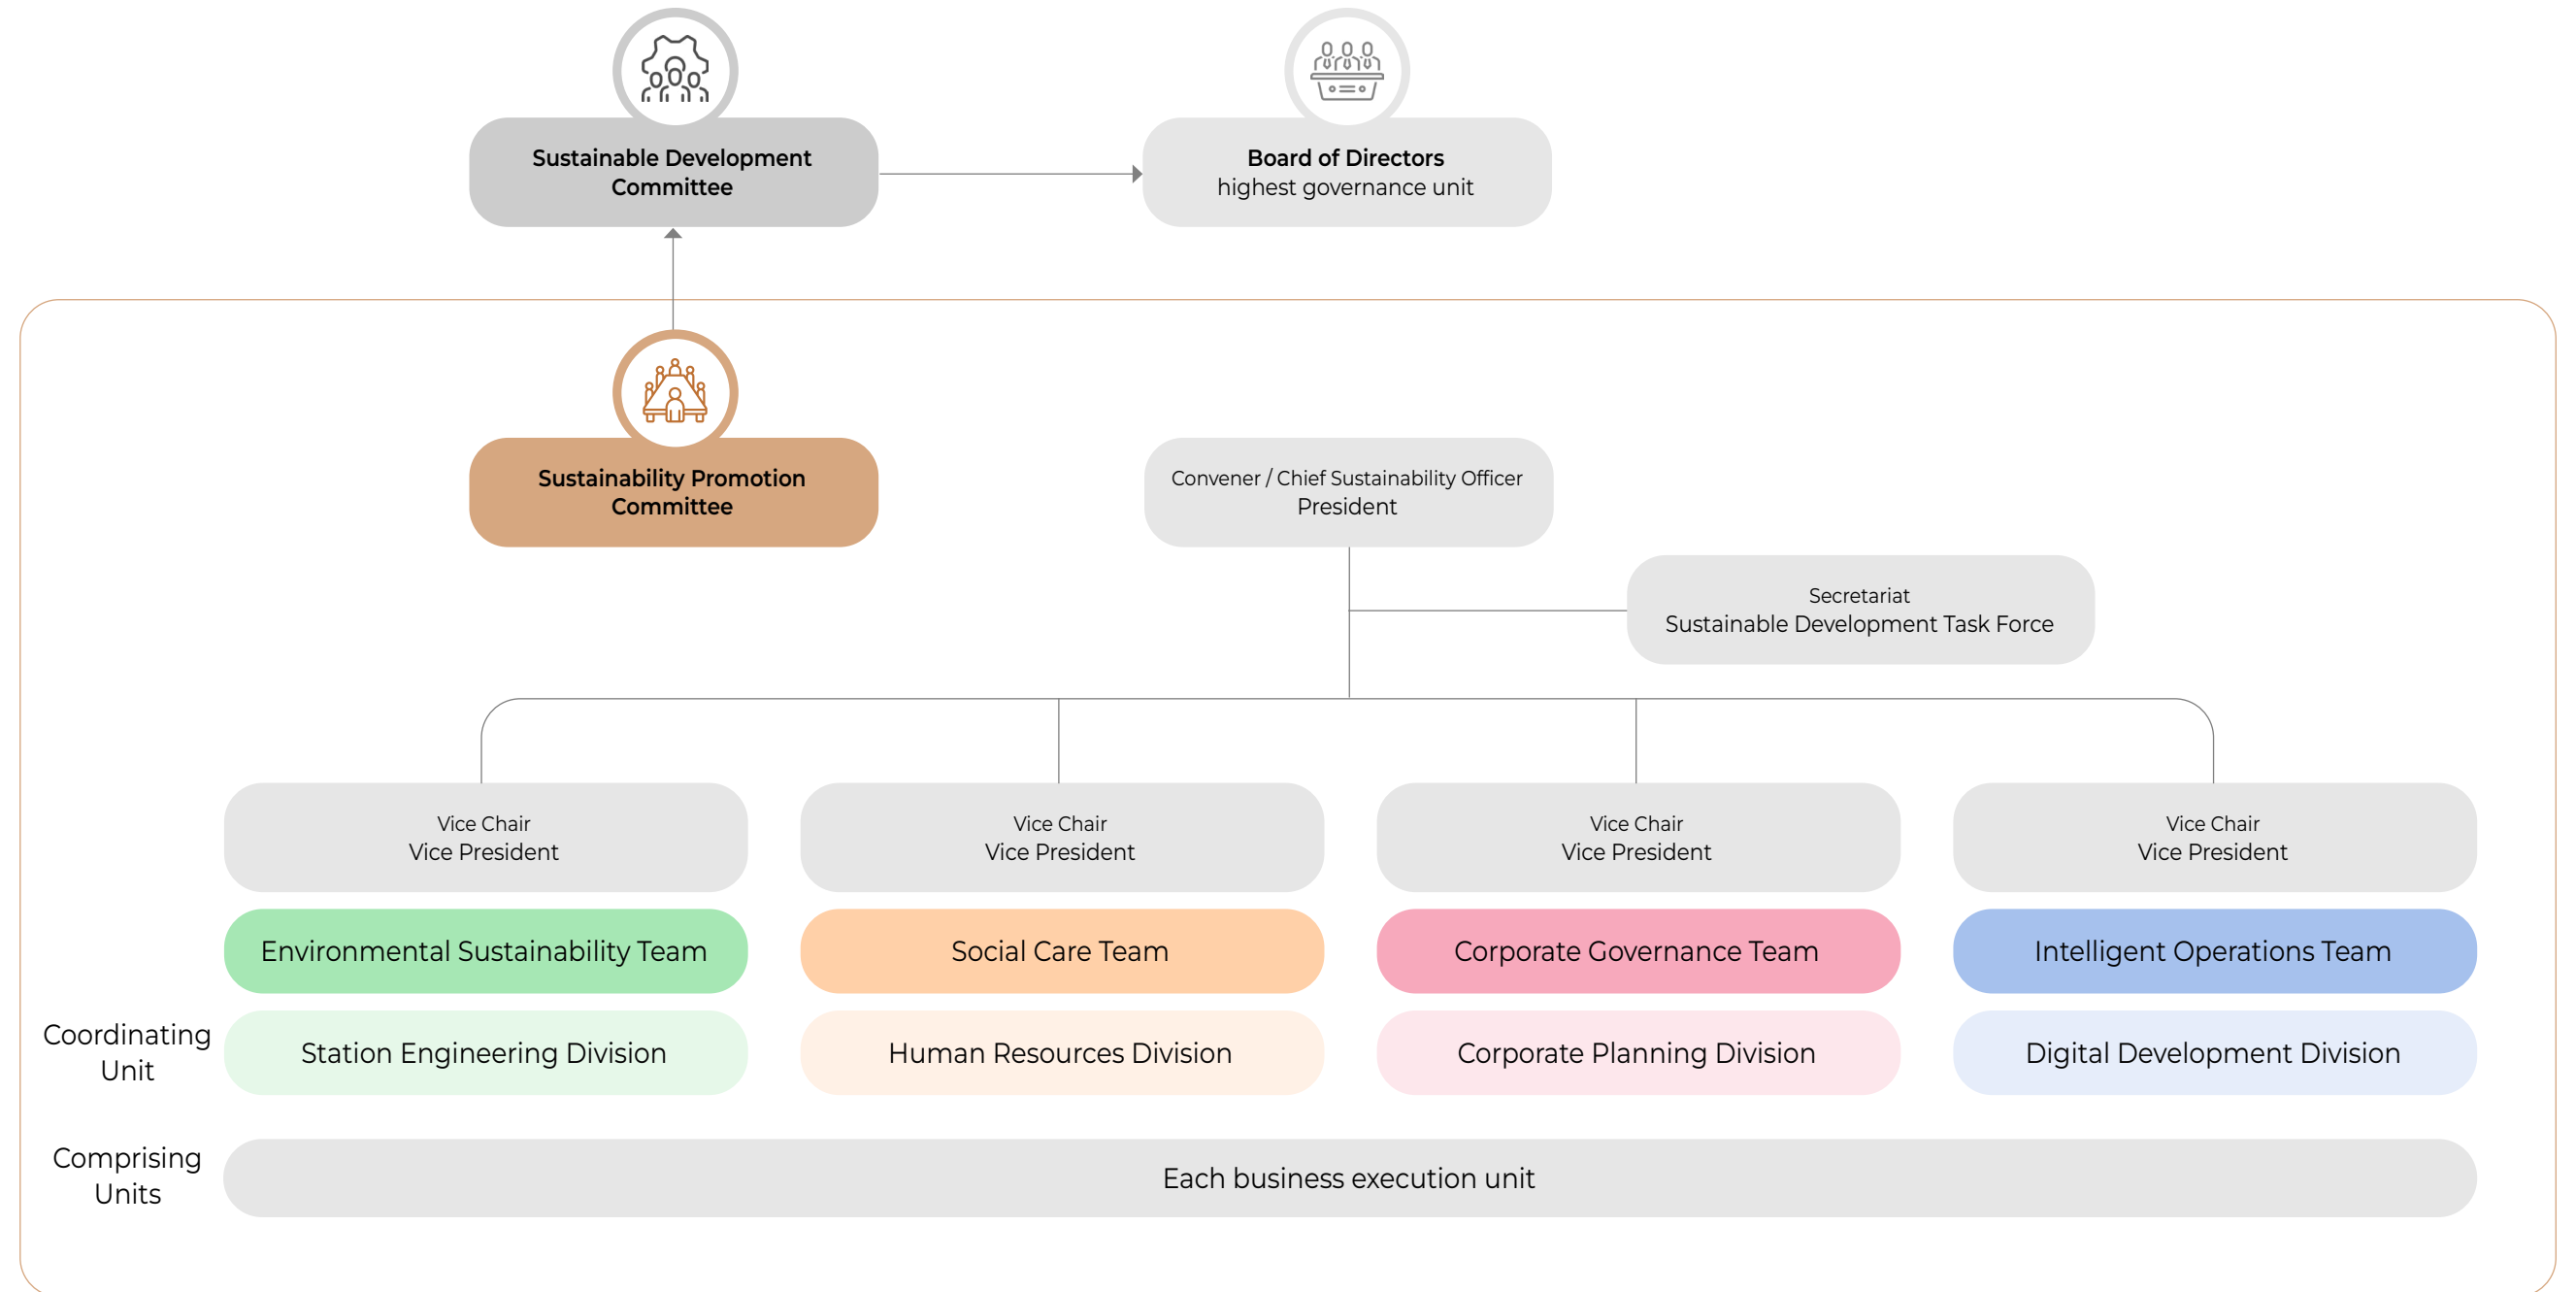 Sustainable Development
Committee
Board of Directors
highest governance unit
Sustainability Promotion
Committee
Convener / Chief Sustainability Officer
President
Secretariat
Sustainable Development Task Force
Vice Chair
Vice President
Vice Chair
Vice President
Vice Chair
Vice President
Vice Chair
Vice President
Environmental Sustainability Team
Social Care Team
Corporate Governance Team
Intelligent Operations Team
Coordinating
Unit
Station Engineering Division
Human Resources Division
Corporate Planning Division
Digital Development Division
Comprising
Units
Each business execution unit